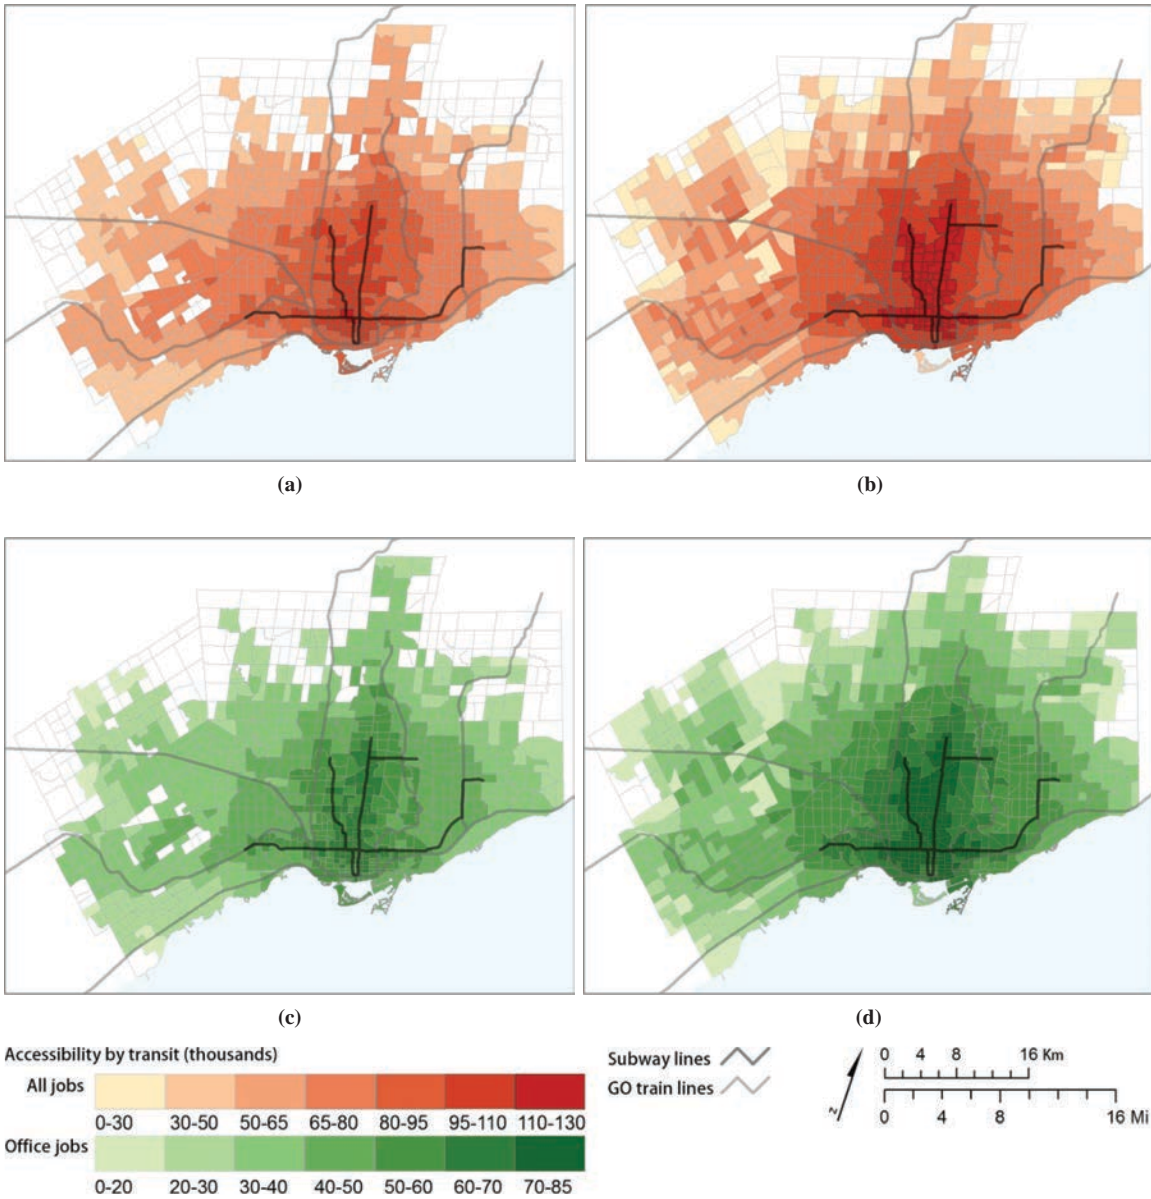 (a)
(b)
(c)
(d)
Accessibility by transit (thousands)
All jobs
0-30 30-50 50-65 65-80 80-95 95-110 110-130
Office jobs
0-20 20-30 30-40 40-50 50-60 60-70 70-85
Subway lines
GO train lines
N
0 4 8 16 Km
0 4 8 16 Mi